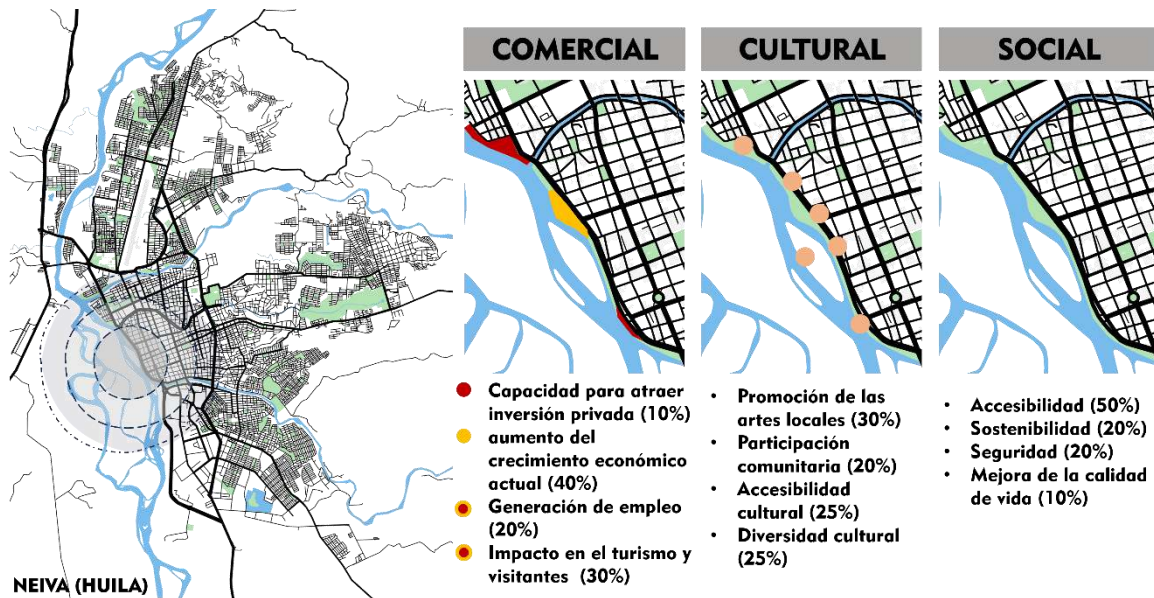 COMERCIAL
CULTURAL
SOCIAL
Capacidad para atraer
inversión privada (10%)
aumento del
crecimiento económico
actual (40%)
Generación de empleo
(20%)
Impacto en el turismo y
visitantes (30%)
• Promoción de las
artes locales (30%)
• Participación
comunitaria (20%)
• Accesibilidad
cultural (25%)
• Diversidad cultural
(25%)
• Accesibilidad (50%)
• Sostenibilidad (20%)
• Seguridad (20%)
• Mejora de la calidad
de vida (10%)
NEIVA (HUILA)